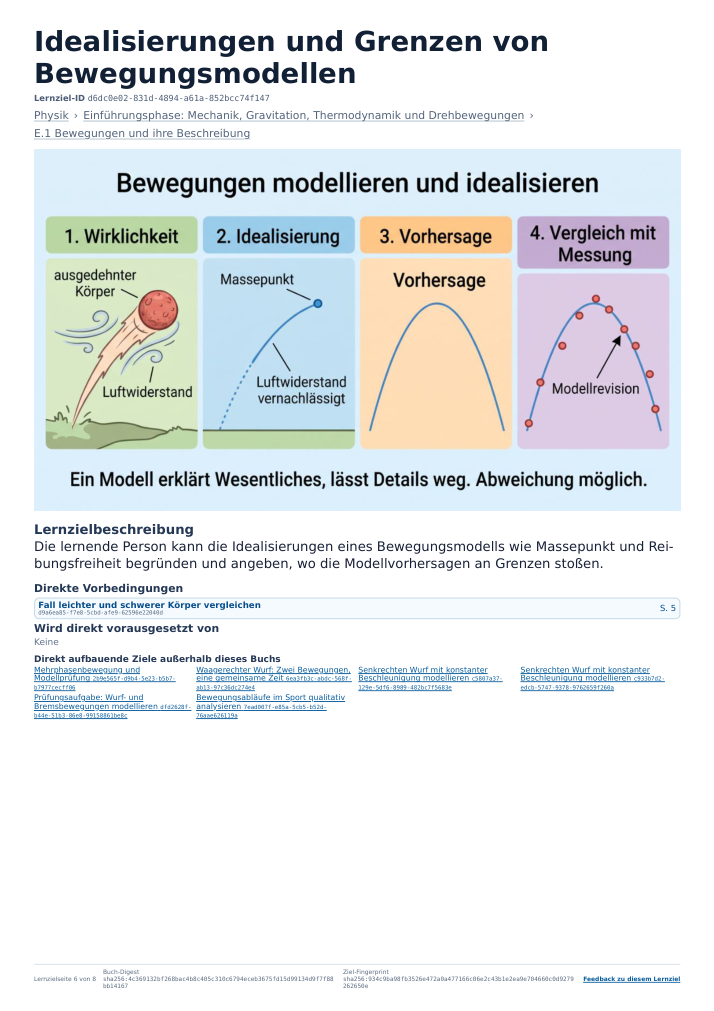 Idealisierungen und Grenzen von
Bewegungsmodellen
Lernziel-ID d6dc0e02-831d-4894-a61a-852bcc74f147
Physik › Einführungsphase: Mechanik, Gravitation, Thermodynamik und Drehbewegungen ›
E.1 Bewegungen und ihre Beschreibung
Bewegungen modellieren und idealisieren
1. Wirklichkeit
ausgedehnter
Körper
Luftwiderstand
2. Idealisierung
Massepunkt
Luftwiderstand
vernachlässigt
3. Vorhersage
Vorhersage
4. Vergleich mit
Messung
Modellrevision
Ein Modell erklärt Wesentliches, lässt Details weg. Abweichung möglich.
Lernzielbeschreibung
Die lernende Person kann die Idealisierungen eines Bewegungsmodells wie Massepunkt und Rei-
bungsfreiheit begründen und angeben, wo die Modellvorhersagen an Grenzen stoßen.
Direkte Vorbedingungen
Fall leichter und schwerer Körper vergleichen
S. 5
d9a6ea85-f7e8-5cbd-afe9-62596e22040d
Wird direkt vorausgesetzt von
Keine
Direkt aufbauende Ziele außerhalb dieses Buchs
Mehrphasenbewegung und
Modellprüfung 2b9e565f-d9b4-5e23-b5b7-
b7977cecff06
Waagerechter Wurf: Zwei Bewegungen,
eine gemeinsame Zeit 6ea3fb3c-abdc-568f-
ab13-97c36dc274e4
Senkrechten Wurf mit konstanter
Beschleunigung modellieren c5807a37-
129e-5df6-8909-482bc7f5683e
Senkrechten Wurf mit konstanter
Beschleunigung modellieren c933b7d2-
edcb-5747-9378-9762659f260a
Prüfungsaufgabe: Wurf- und
Bremsbewegungen modellieren dfd2628f-
b44e-51b3-86e8-99158861be8c
Bewegungsabläufe im Sport qualitativ
analysieren 7ead007f-e85a-5cb5-b52d-
76aae626119a
Lernzielseite 6 von 8
Buch-Digest
sha256:4c369132bf268bac4b8c405c310c6794eceb3675fd15d99134d9f7f88
bb14167
Ziel-Fingerprint
sha256:934c9ba98fb3526e472a0a477166c06e2c43b1e2ea9e704660c0d9279
262650e
Feedback zu diesem Lernziel